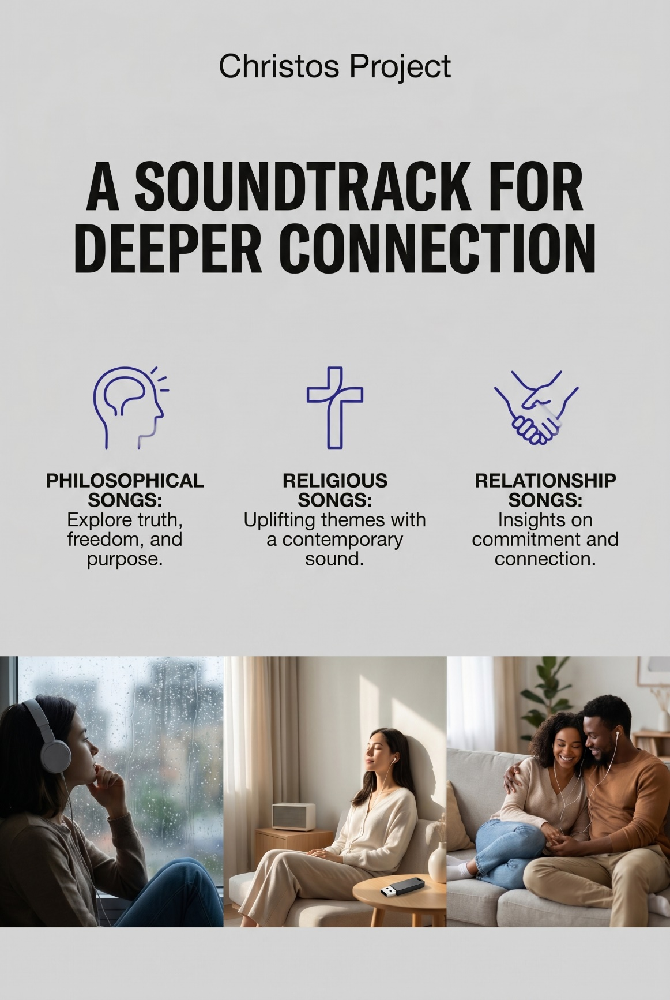 Christos Project
A SOUNDTRACK FOR
DEEPER CONNECTION
PHILOSOPHICAL
SONGS:
Explore truth,
freedom, and
purpose.
RELIGIOUS
SONGS:
Uplifting themes with
a contemporary
sound.
RELATIONSHIP
SONGS:
Insights on
commitment and
connection.